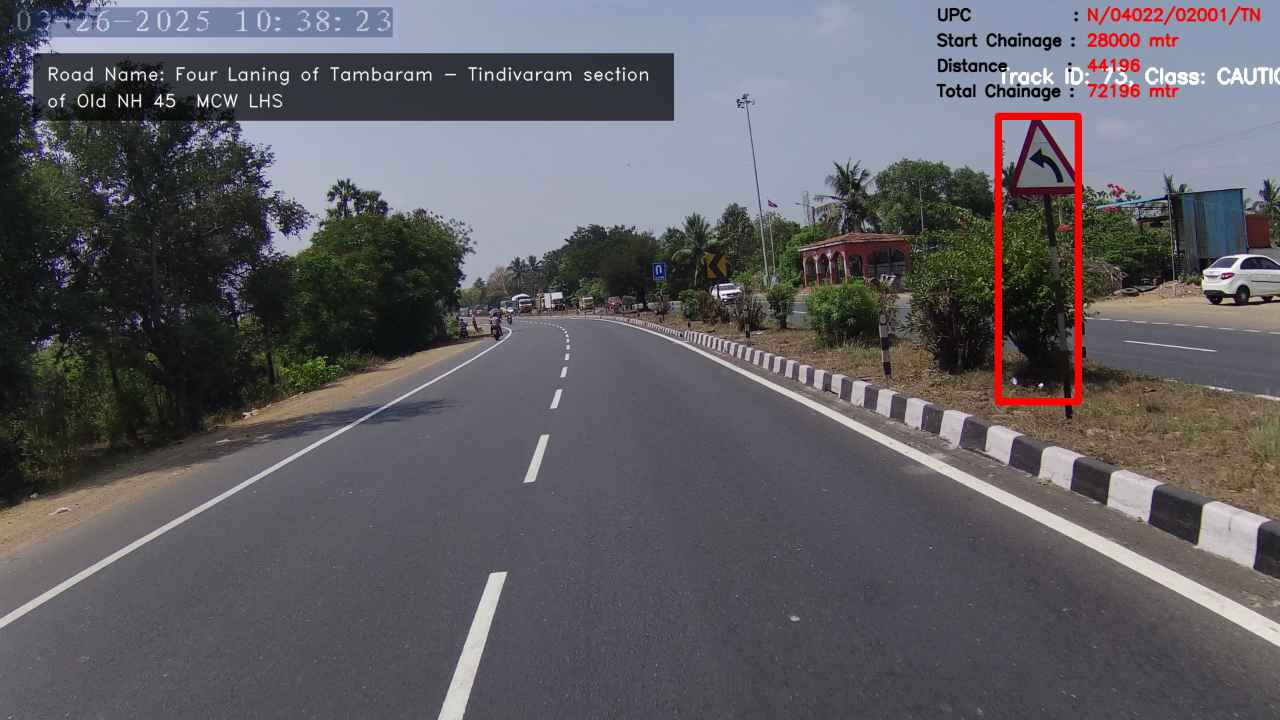 03-26-2025 10:38:23
Road Name: Four Laning of Tambaram - Tindivaram section
of Old NH 45 MCW LHS
UPC : N/04022/02001/TN
Start Chainage : 28000 mtr
Distance : 44196
Track ID: 73, Class: CAUTIO
Total Chainage : 72196 mtr